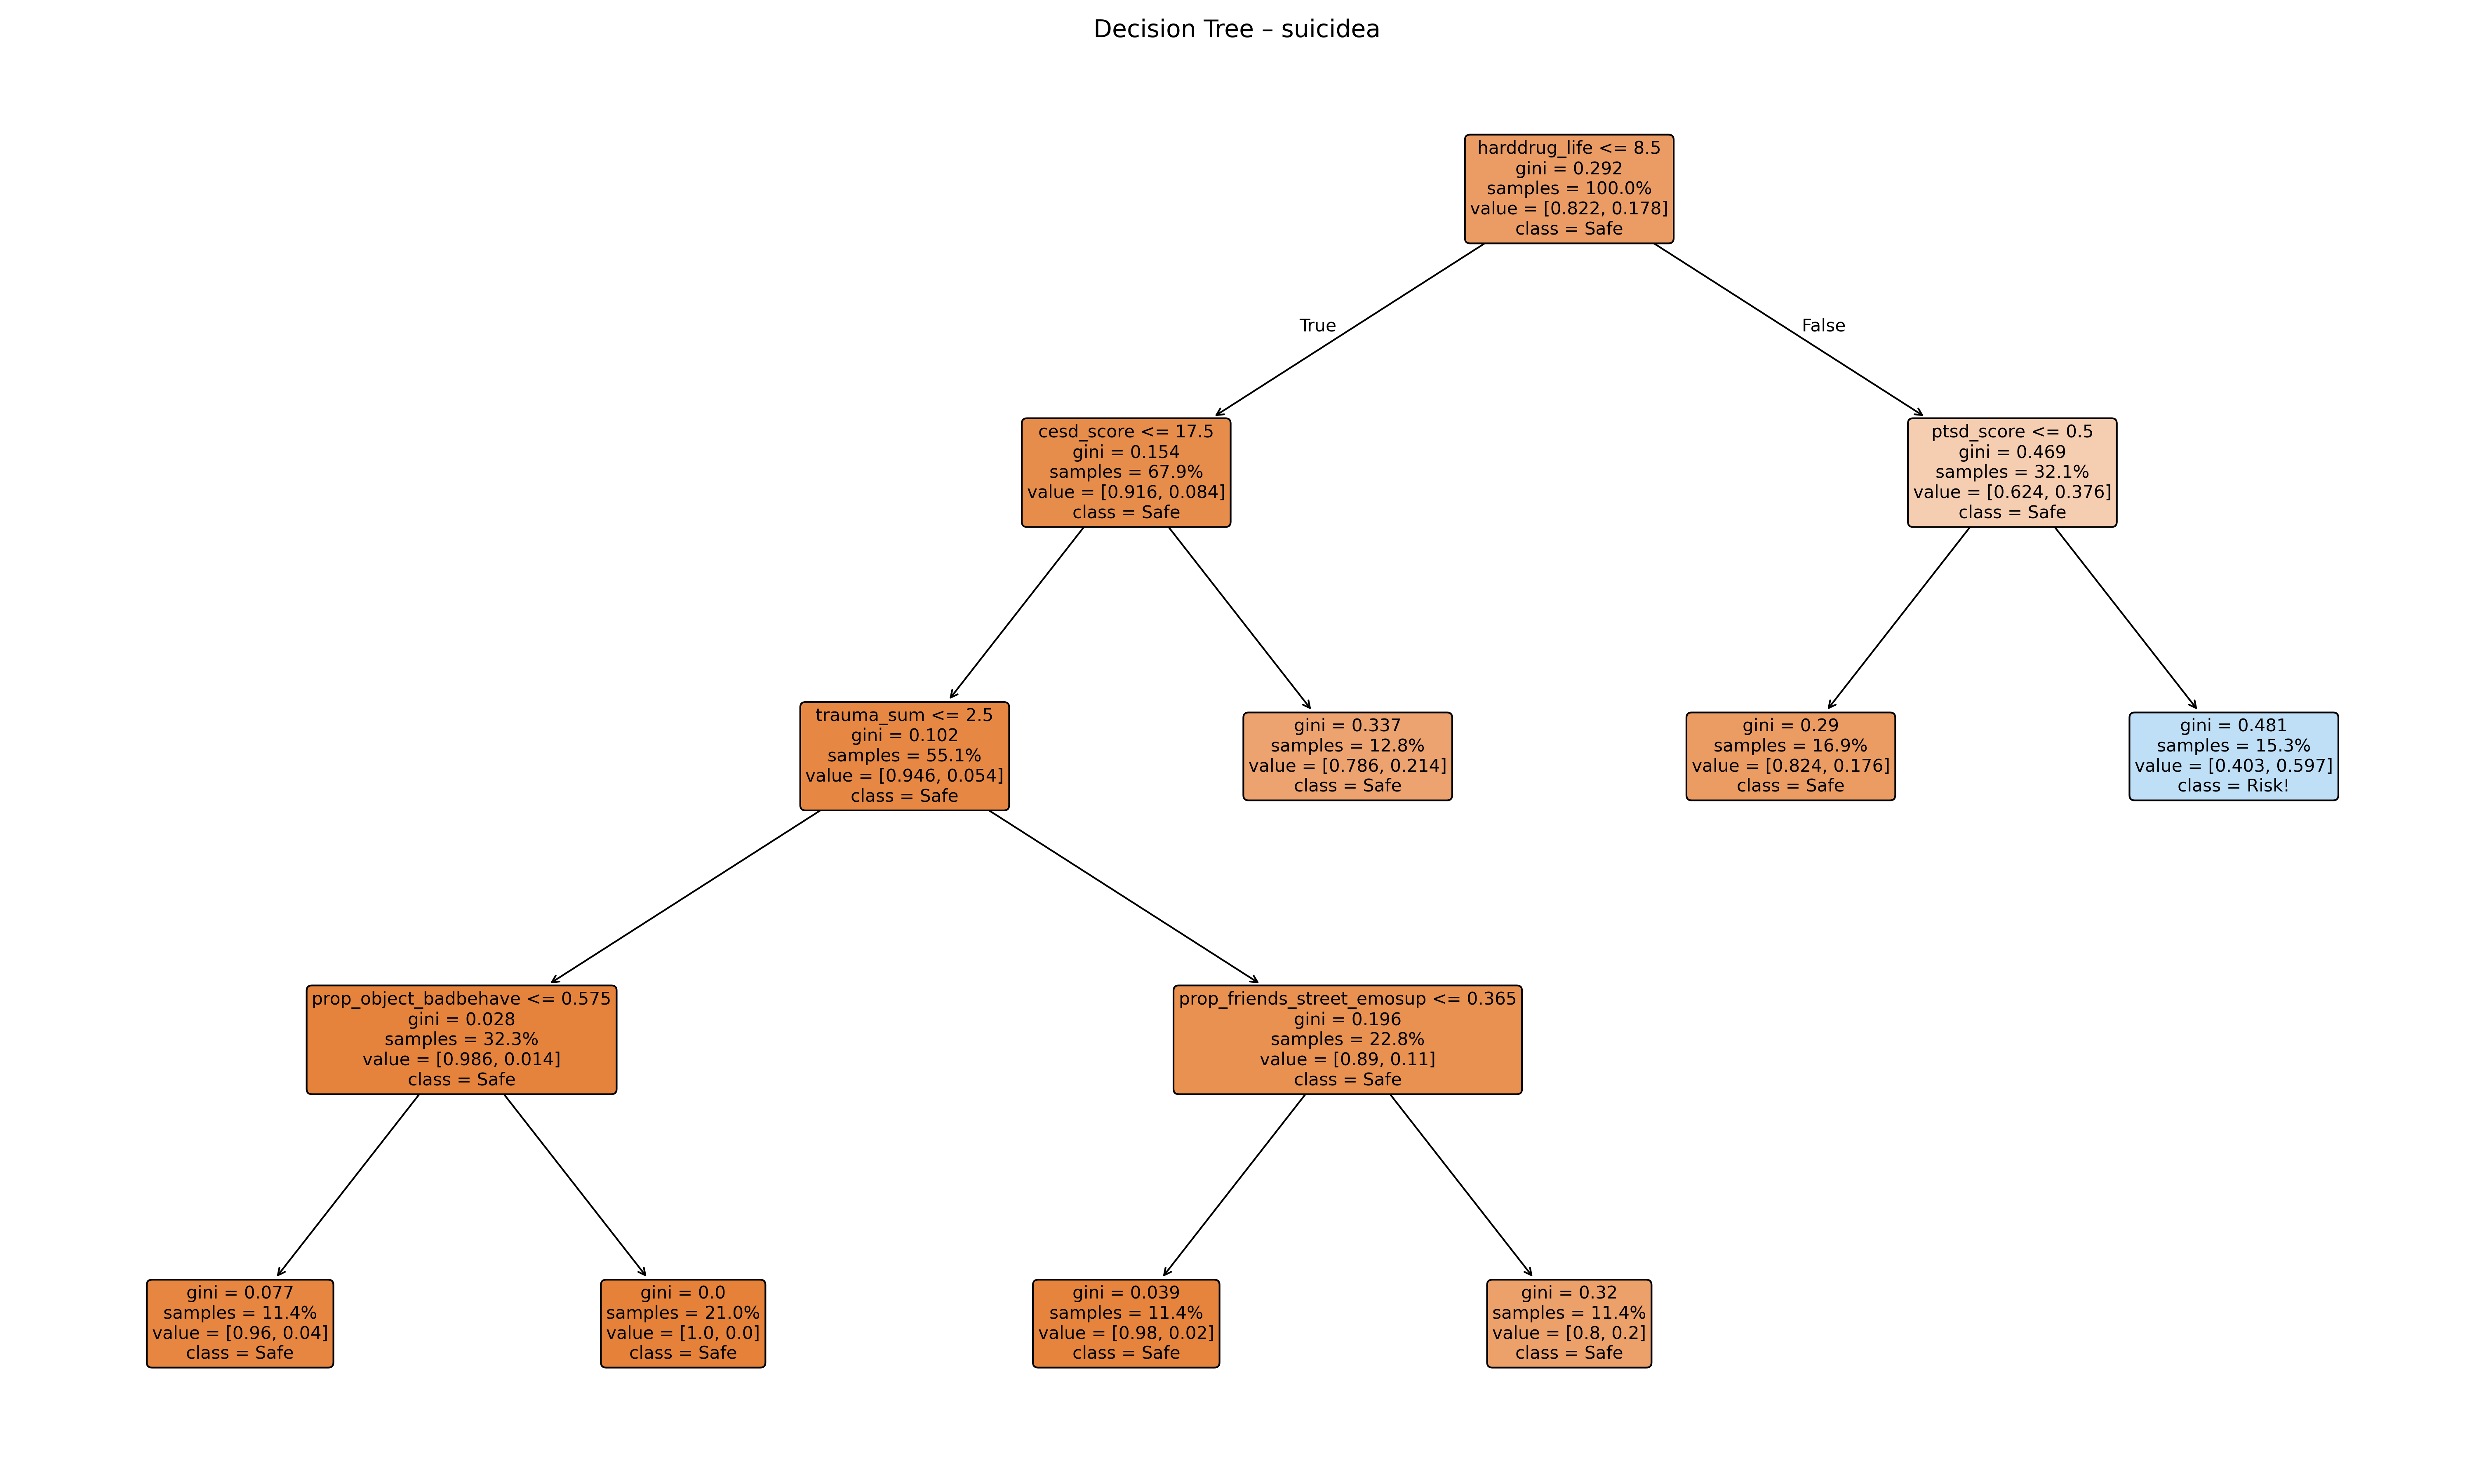 Decision Tree – suicidea
harddrug_life <= 8.5
gini = 0.292
samples = 100.0%
value = [0.822, 0.178]
class = Safe
True
False
cesd_score <= 17.5
gini = 0.154
samples = 67.9%
value = [0.916, 0.084]
class = Safe
ptsd_score <= 0.5
gini = 0.469
samples = 32.1%
value = [0.624, 0.376]
class = Safe
trauma_sum <= 2.5
gini = 0.102
samples = 55.1%
value = [0.946, 0.054]
class = Safe
gini = 0.337
samples = 12.8%
value = [0.786, 0.214]
class = Safe
gini = 0.29
samples = 16.9%
value = [0.824, 0.176]
class = Safe
gini = 0.481
samples = 15.3%
value = [0.403, 0.597]
class = Risk!
prop_object_badbehave <= 0.575
gini = 0.028
samples = 32.3%
value = [0.986, 0.014]
class = Safe
prop_friends_street_emosup <= 0.365
gini = 0.196
samples = 22.8%
value = [0.89, 0.11]
class = Safe
gini = 0.077
samples = 11.4%
value = [0.96, 0.04]
class = Safe
gini = 0.0
samples = 21.0%
value = [1.0, 0.0]
class = Safe
gini = 0.039
samples = 11.4%
value = [0.98, 0.02]
class = Safe
gini = 0.32
samples = 11.4%
value = [0.8, 0.2]
class = Safe